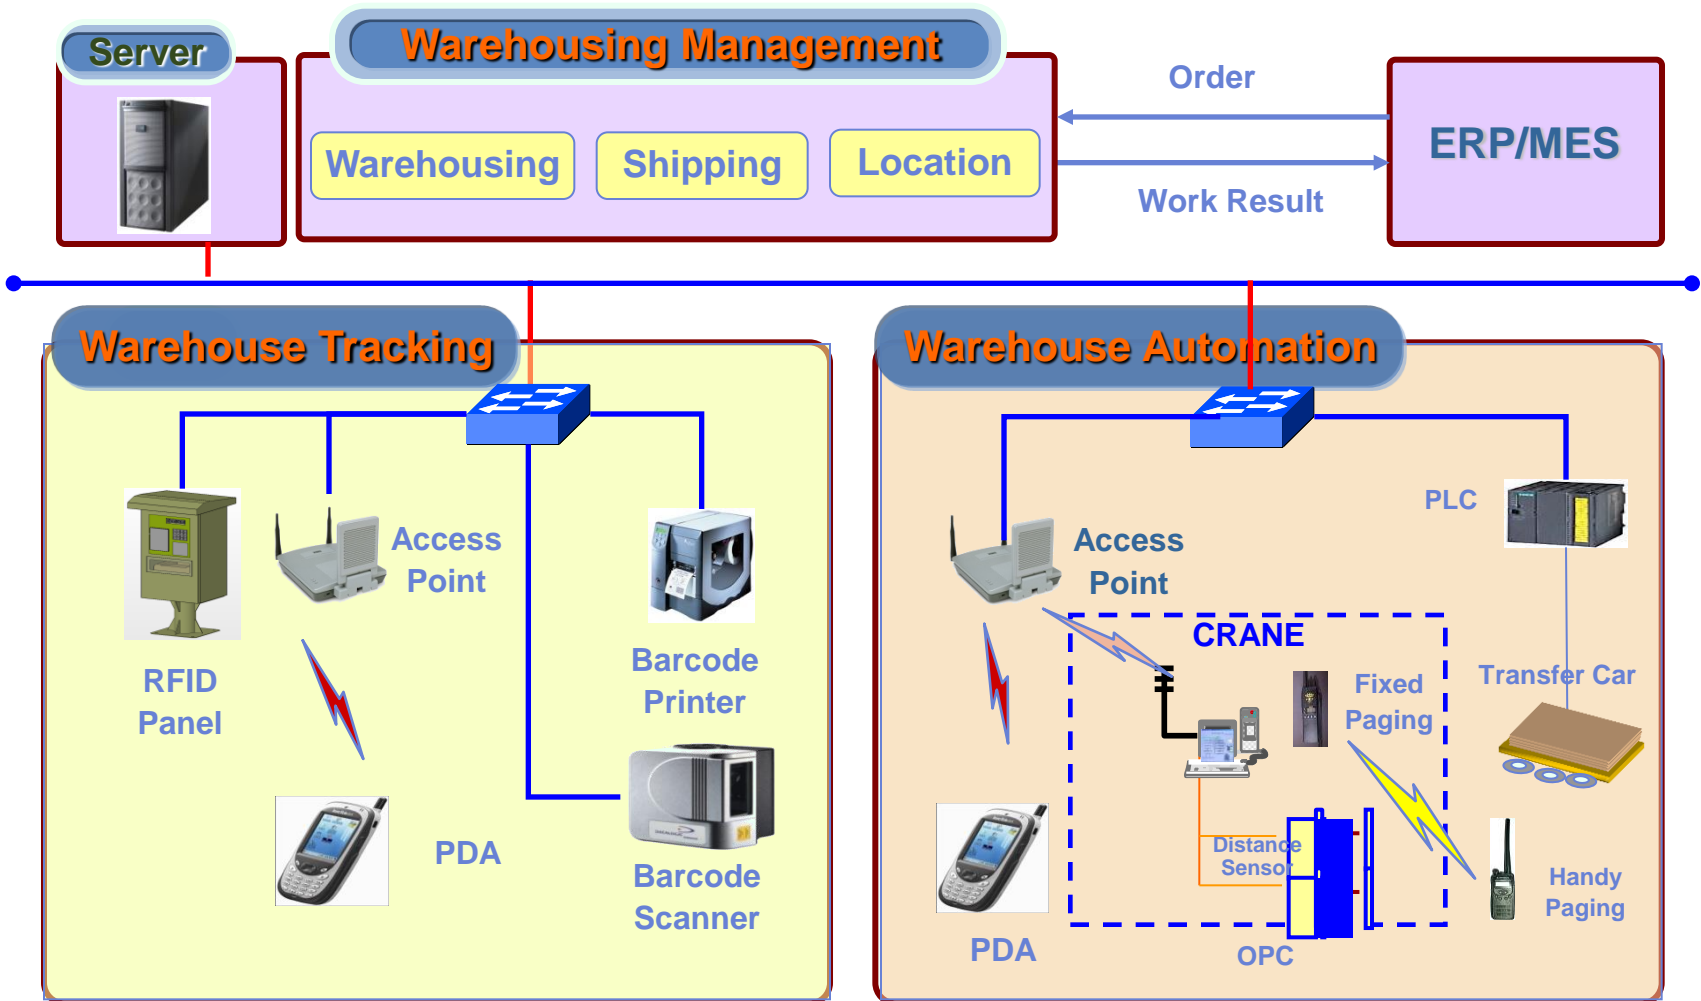 Server
Warehousing Management
Order
ERP/MES
Warehousing
Shipping
Location
Work Result
Warehouse Tracking
Warehouse Automation
PLC
Access
Point
Access
Point
CRANE
RFID
Panel
Barcode
Printer
Fixed
Paging
Transfer Car
PDA
Barcode
Scanner
Distance
Sensor
Handy
Paging
PDA
OPC